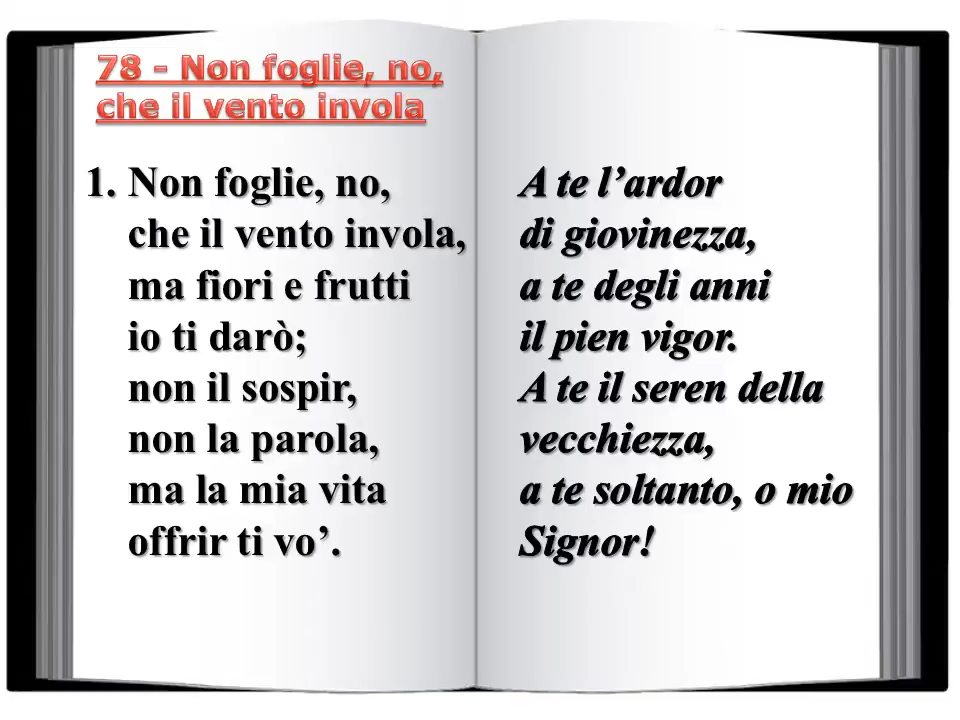 78 - Non foglie, no,
che il vento invola
1. Non foglie, no,
che il vento invola,
ma fiori e frutti
io ti darò;
non il sospir,
non la parola,
ma la mia vita
offrir ti vo’.
A te l’ardor
di giovinezza,
a te degli anni
il pien vigor.
A te il seren della
vecchiezza,
a te soltanto, o mio
Signor!